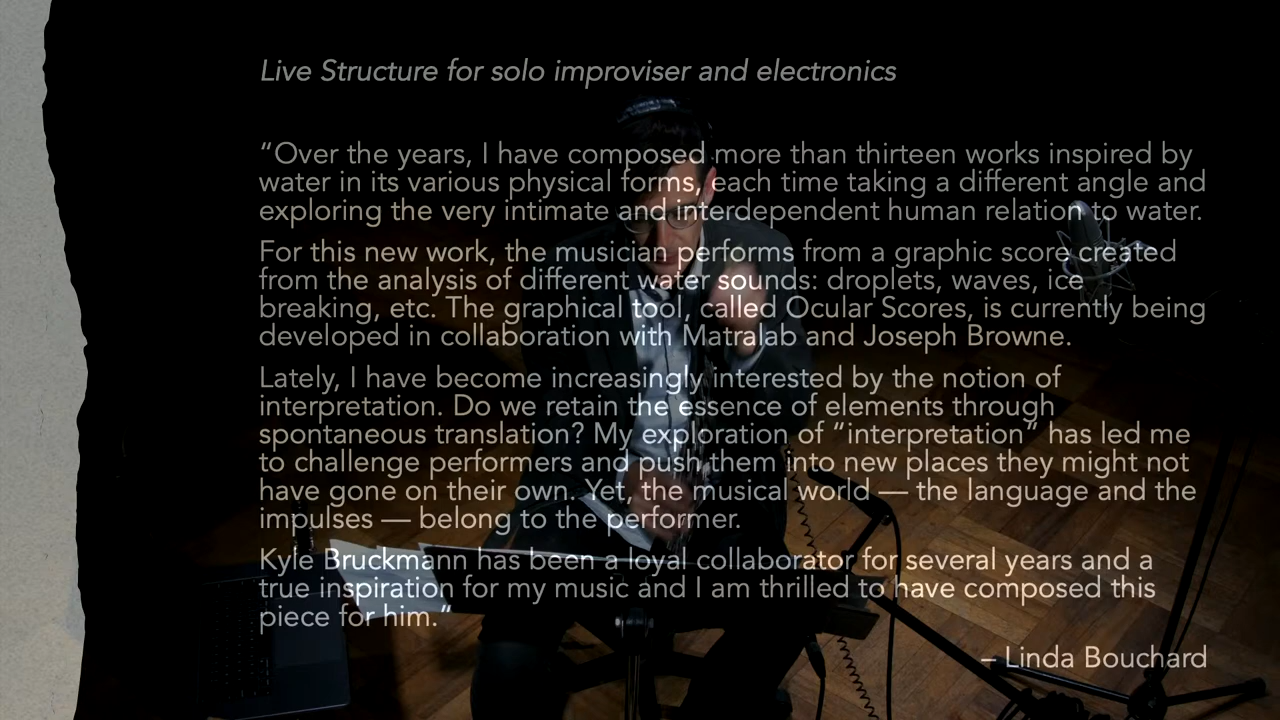 Live Structure for solo improviser and electronics
“Over the years, I have composed more than thirteen works inspired by
water in its various physical forms, each time taking a different angle and
exploring the very intimate and interdependent human relation to water.
For this new work, the musician performs from a graphic score created
from the analysis of different water sounds: droplets, waves, ice
breaking, etc. The graphical tool, called Ocular Scores, is currently being
developed in collaboration with Matralab and Joseph Browne.
Lately, I have become increasingly interested by the notion of
interpretation. Do we retain the essence of elements through
spontaneous translation? My exploration of “interpretation“ has led me
to challenge performers and push them into new places they might not
have gone on their own. Yet, the musical world — the language and the
impulses — belong to the performer.
Kyle Bruckmann has been a loyal collaborator for several years and a
true inspiration for my music and I am thrilled to have composed this
piece for him.”
– Linda Bouchard